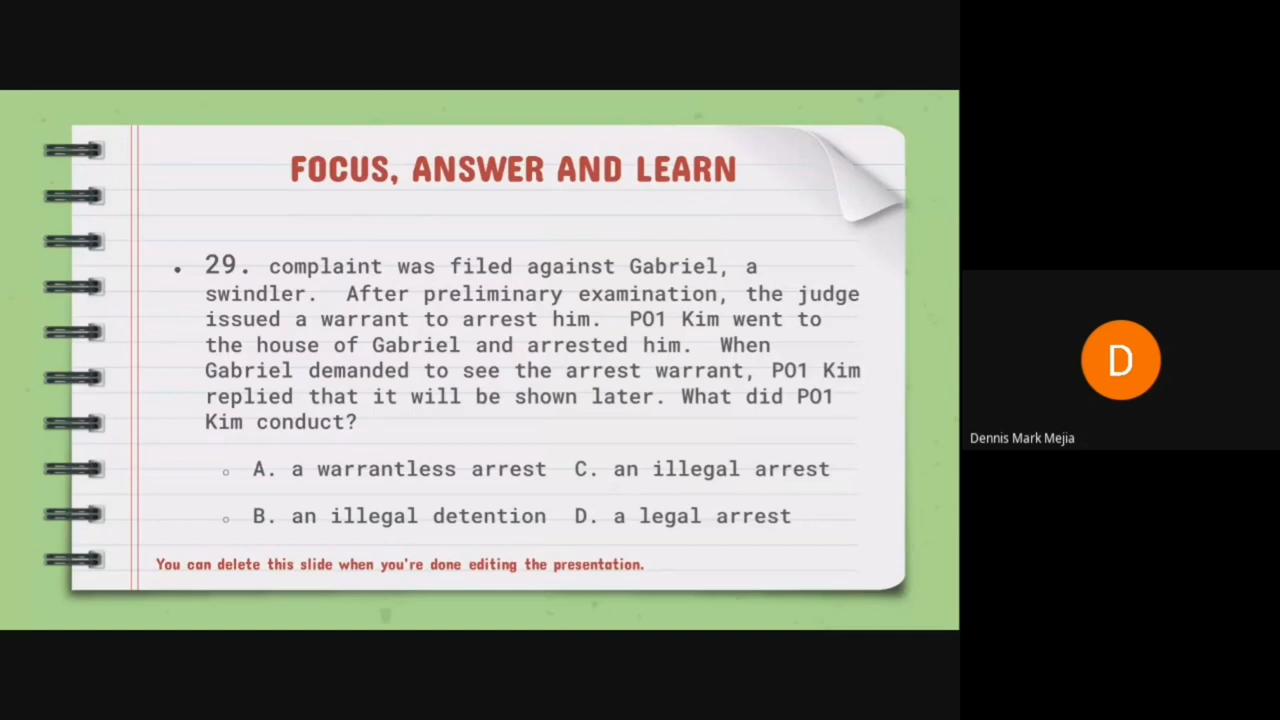 FOCUS, ANSWER AND LEARN
• 29. complaint was filed against Gabriel, a
swindler. After preliminary examination, the judge
issued a warrant to arrest him. PO1 Kim went to
the house of Gabriel and arrested him. When
Gabriel demanded to see the arrest warrant, PO1 Kim
replied that it will be shown later. What did PO1
Kim conduct?
○ A. a warrantless arrest C. an illegal arrest
○ B. an illegal detention D. a legal arrest
You can delete this slide when you're done editing the presentation.
D
Dennis Mark Mejia